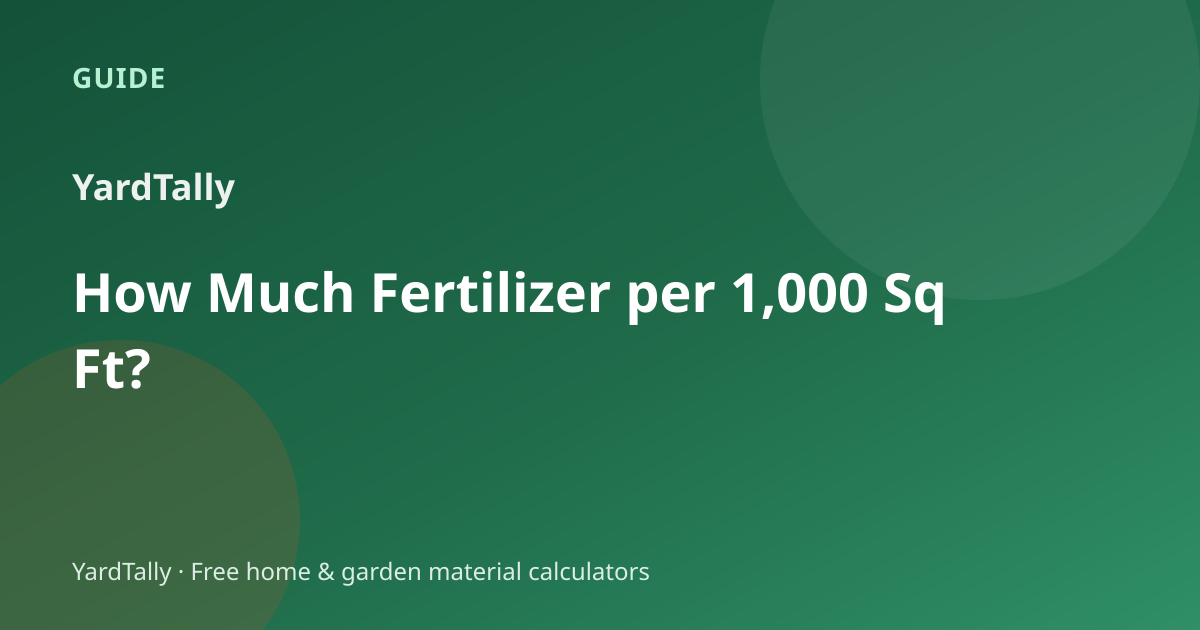 GUIDE
YardTally
How Much Fertilizer per 1,000 Sq
Ft?
YardTally · Free home & garden material calculators